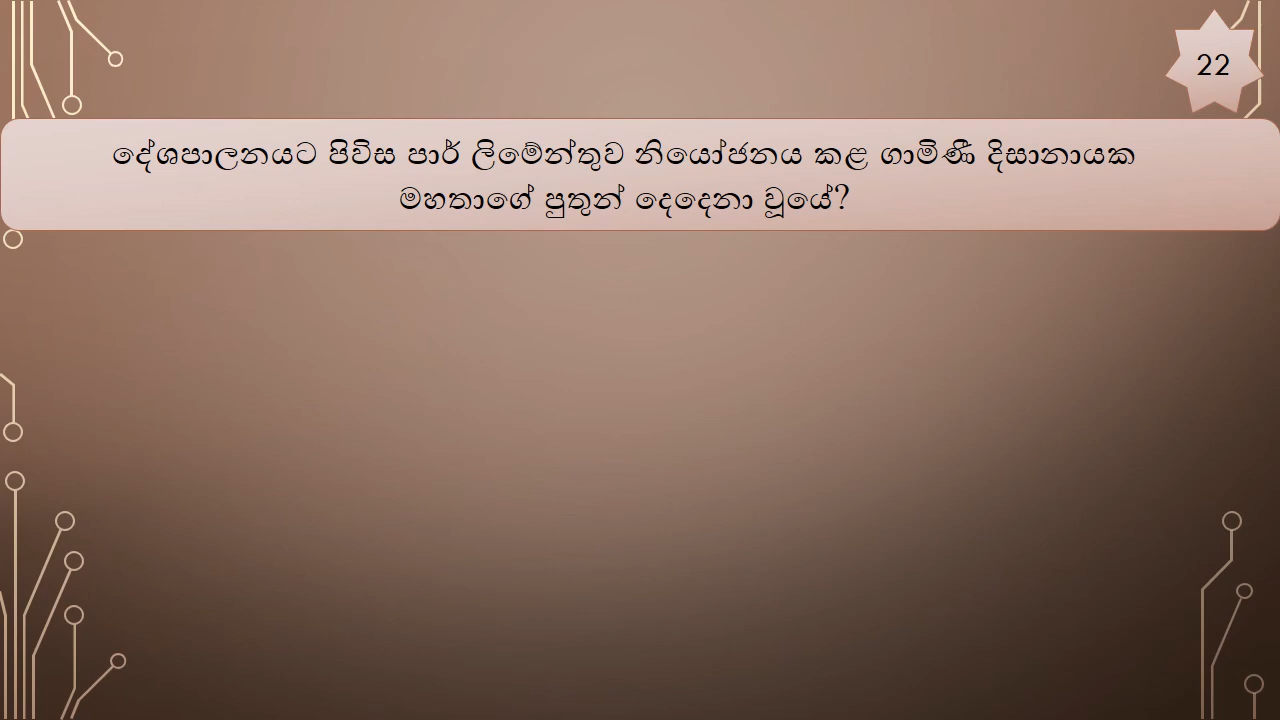 22
දේශපාලනයට පිවිස පාර් ලිමේන්තුව නියෝජනය කළ ගාමිණී දිසානායක
මහතාගේ පුතුන් දෙදෙනා වූයේ?